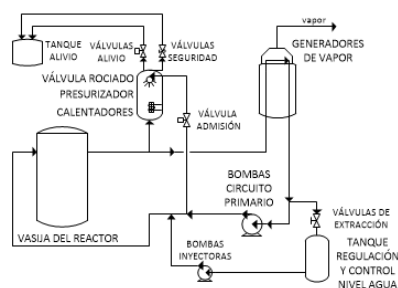 vapor
TANQUE
ALIVIO
VÁLVULAS
ALIVIO
VÁLVULAS
SEGURIDAD
GENERADORES
DE VAPOR
VÁLVULA ROCIADO
PRESURIZADOR
CALENTADORES
VÁLVULA
ADMISIÓN
BOMBAS
CIRCUITO
PRIMARIO
VASIJA DEL REACTOR
BOMBAS
INYECTORAS
VÁLVULAS DE
EXTRACCIÓN
TANQUE
REGULACIÓN
Y CONTROL
NIVEL AGUA